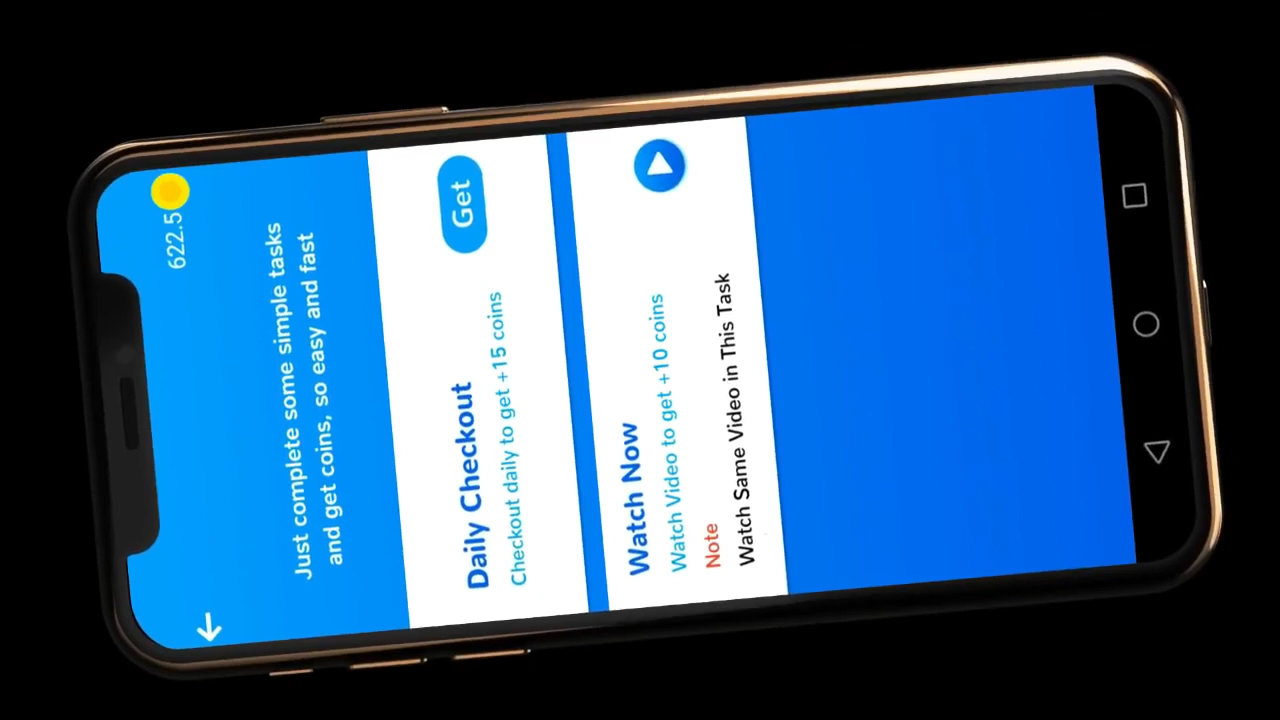 622.5
Just complete some simple tasks
and get coins, so easy and fast
Daily Checkout
Checkout daily to get +15 coins
Get
Watch Now
Watch Video to get +10 coins
Note
Watch Same Video in This Task